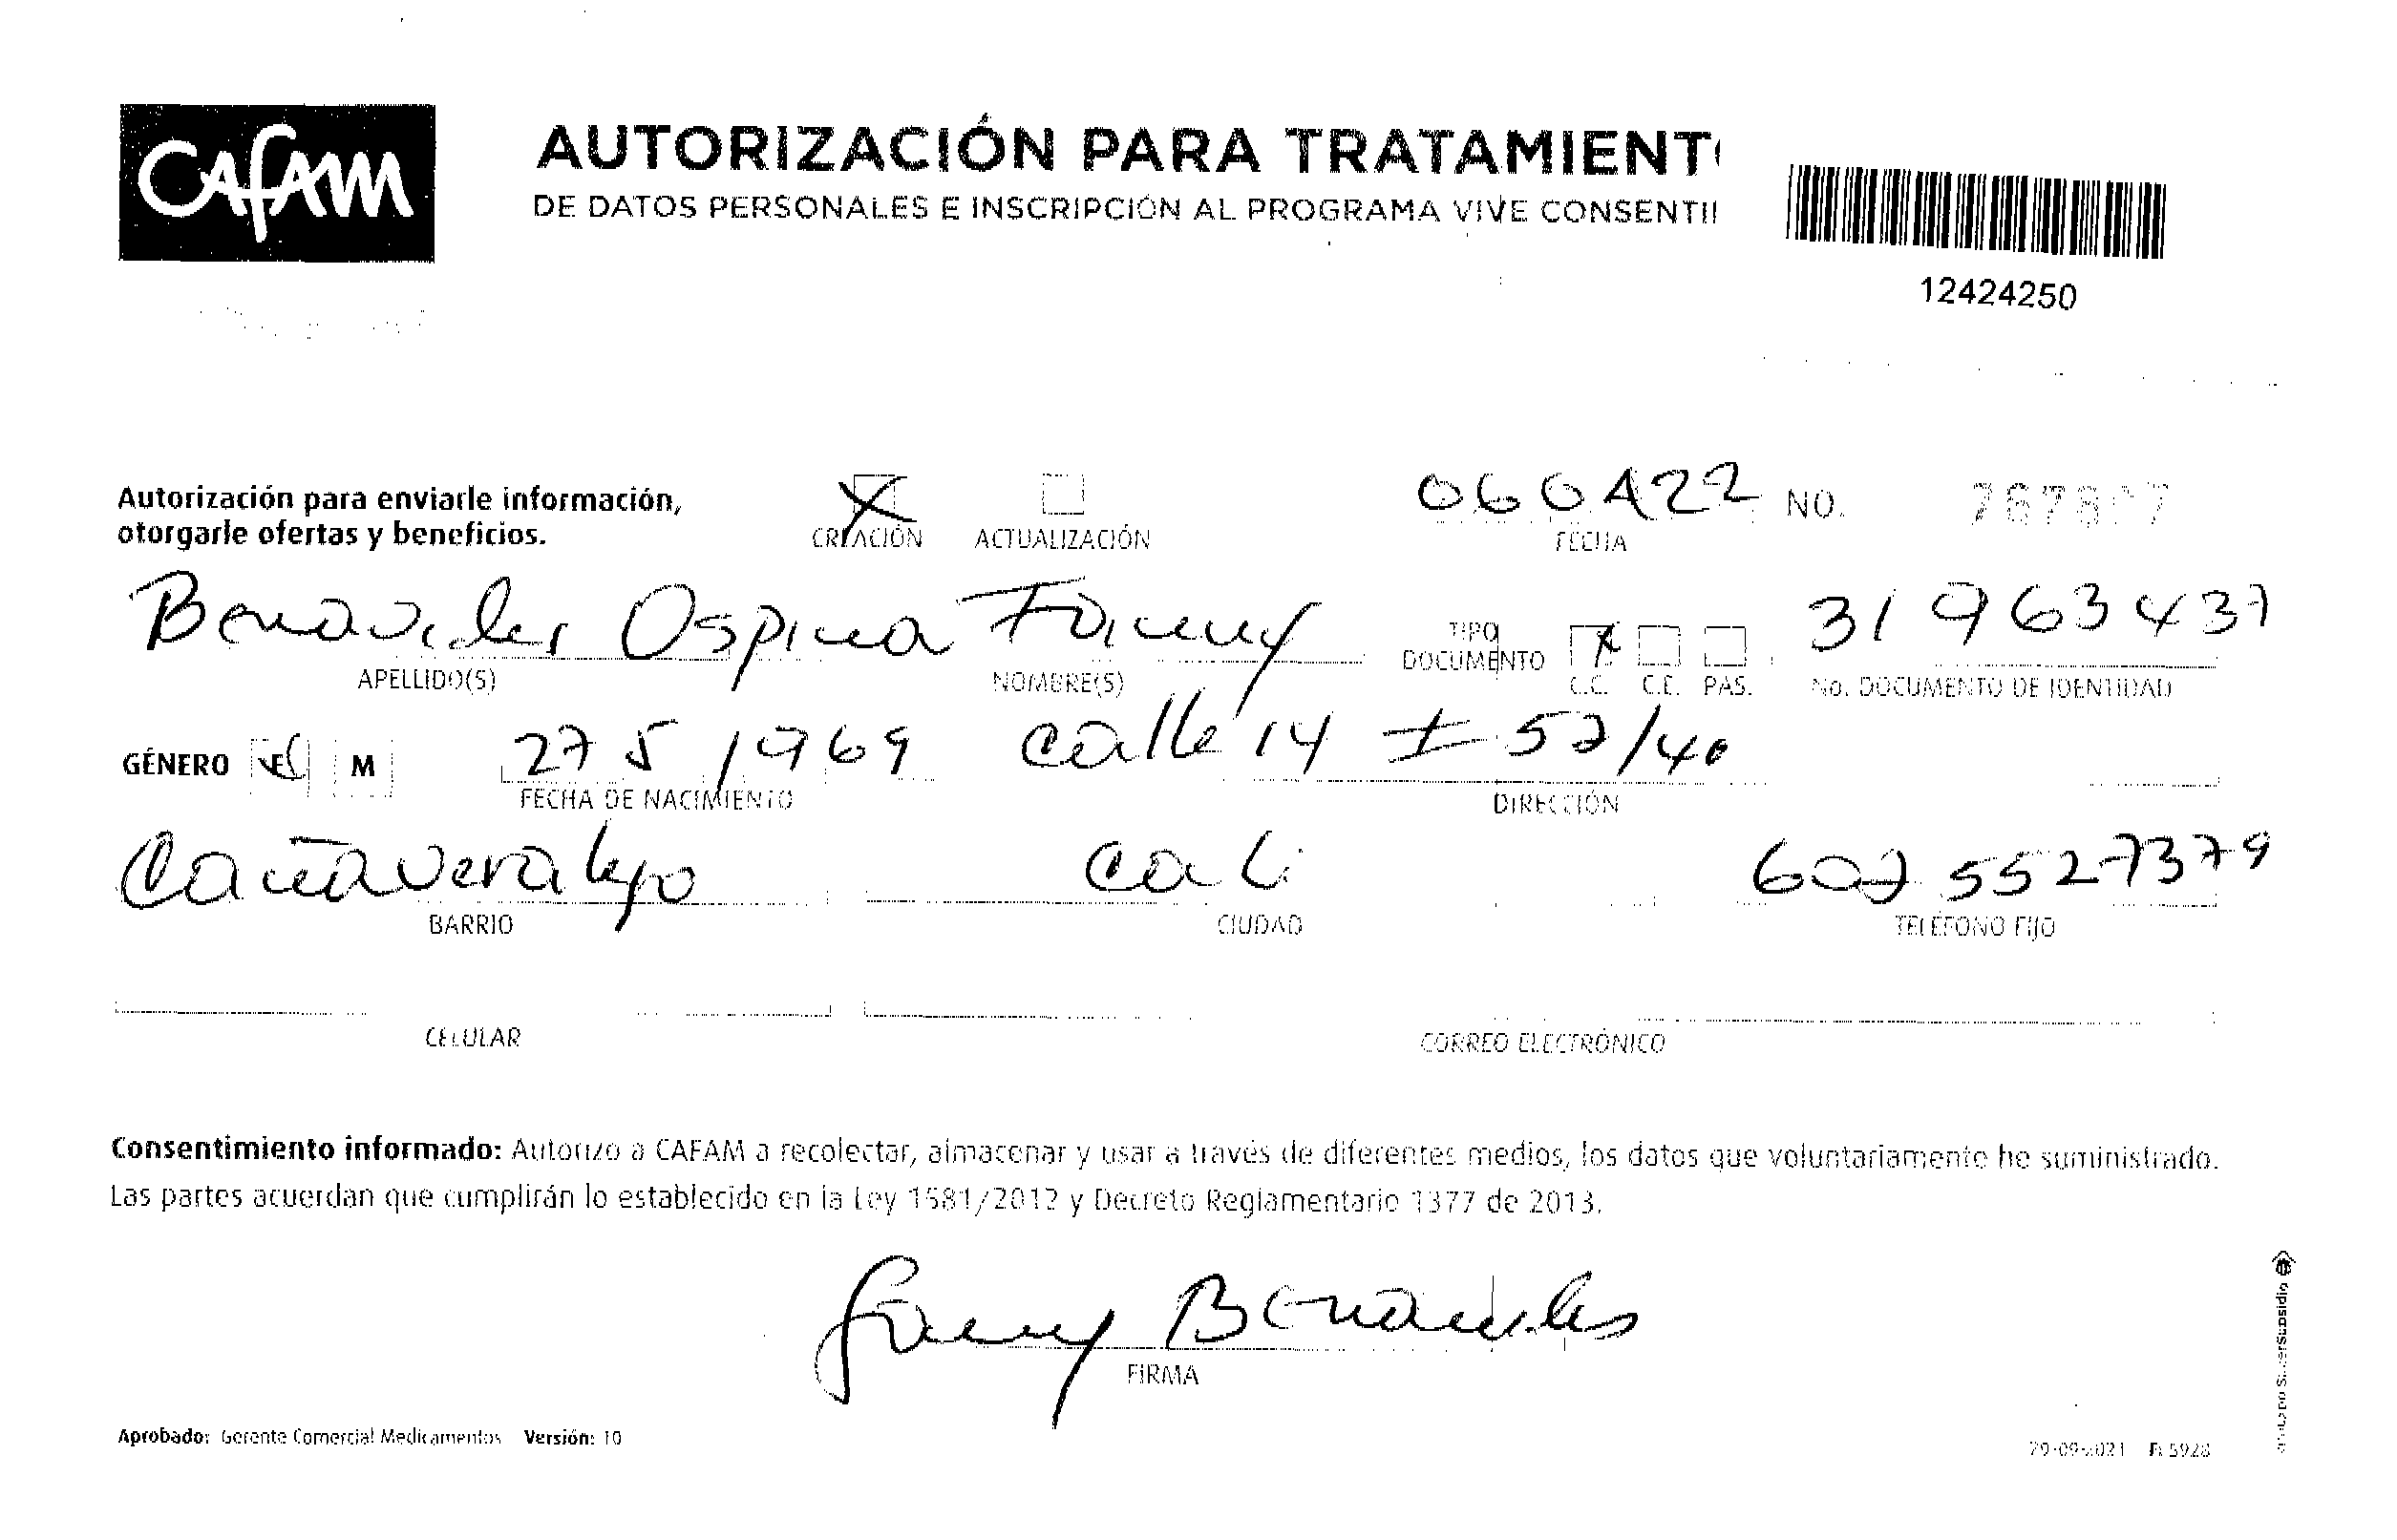 CAFAM
AUTORIZACIÓN PARA TRATAMIENT
DE DATOS PERSONALES E INSCRIPCIÓN AL PROGRAMA VIVE CONSENTI
12424250
Autorización para enviarle información,
otorgarle ofertas y beneficios.
X CREACIÓN ACTUALIZACIÓN
060422 FECHA NO.
Benavides Ospina Fanny
APELLIDO(S) NOMBRE(S)
TIPO DOCUMENTO X C.C. C.E. PAS.
31963437
No. DOCUMENTO DE IDENTIDAD
GÉNERO F M
27 5 1969
FECHA DE NACIMIENTO
calle 14 # 57/40
DIRECCIÓN
Cañaveralejo Cali 602 5527379
BARRIO CIUDAD TELÉFONO FIJO
CELULAR CORREO ELECTRÓNICO
Consentimiento informado: Autorizo a CAFAM a recolectar, almacenar y usar a través de diferentes medios, los datos que voluntariamente he suministrado.
Las partes acuerdan que cumplirán lo establecido en la Ley 1581/2012 y Decreto Reglamentario 1377 de 2013.
Fanny Benavides
FIRMA
Aprobado: Gerente Comercial Medicamentos Versión: 10